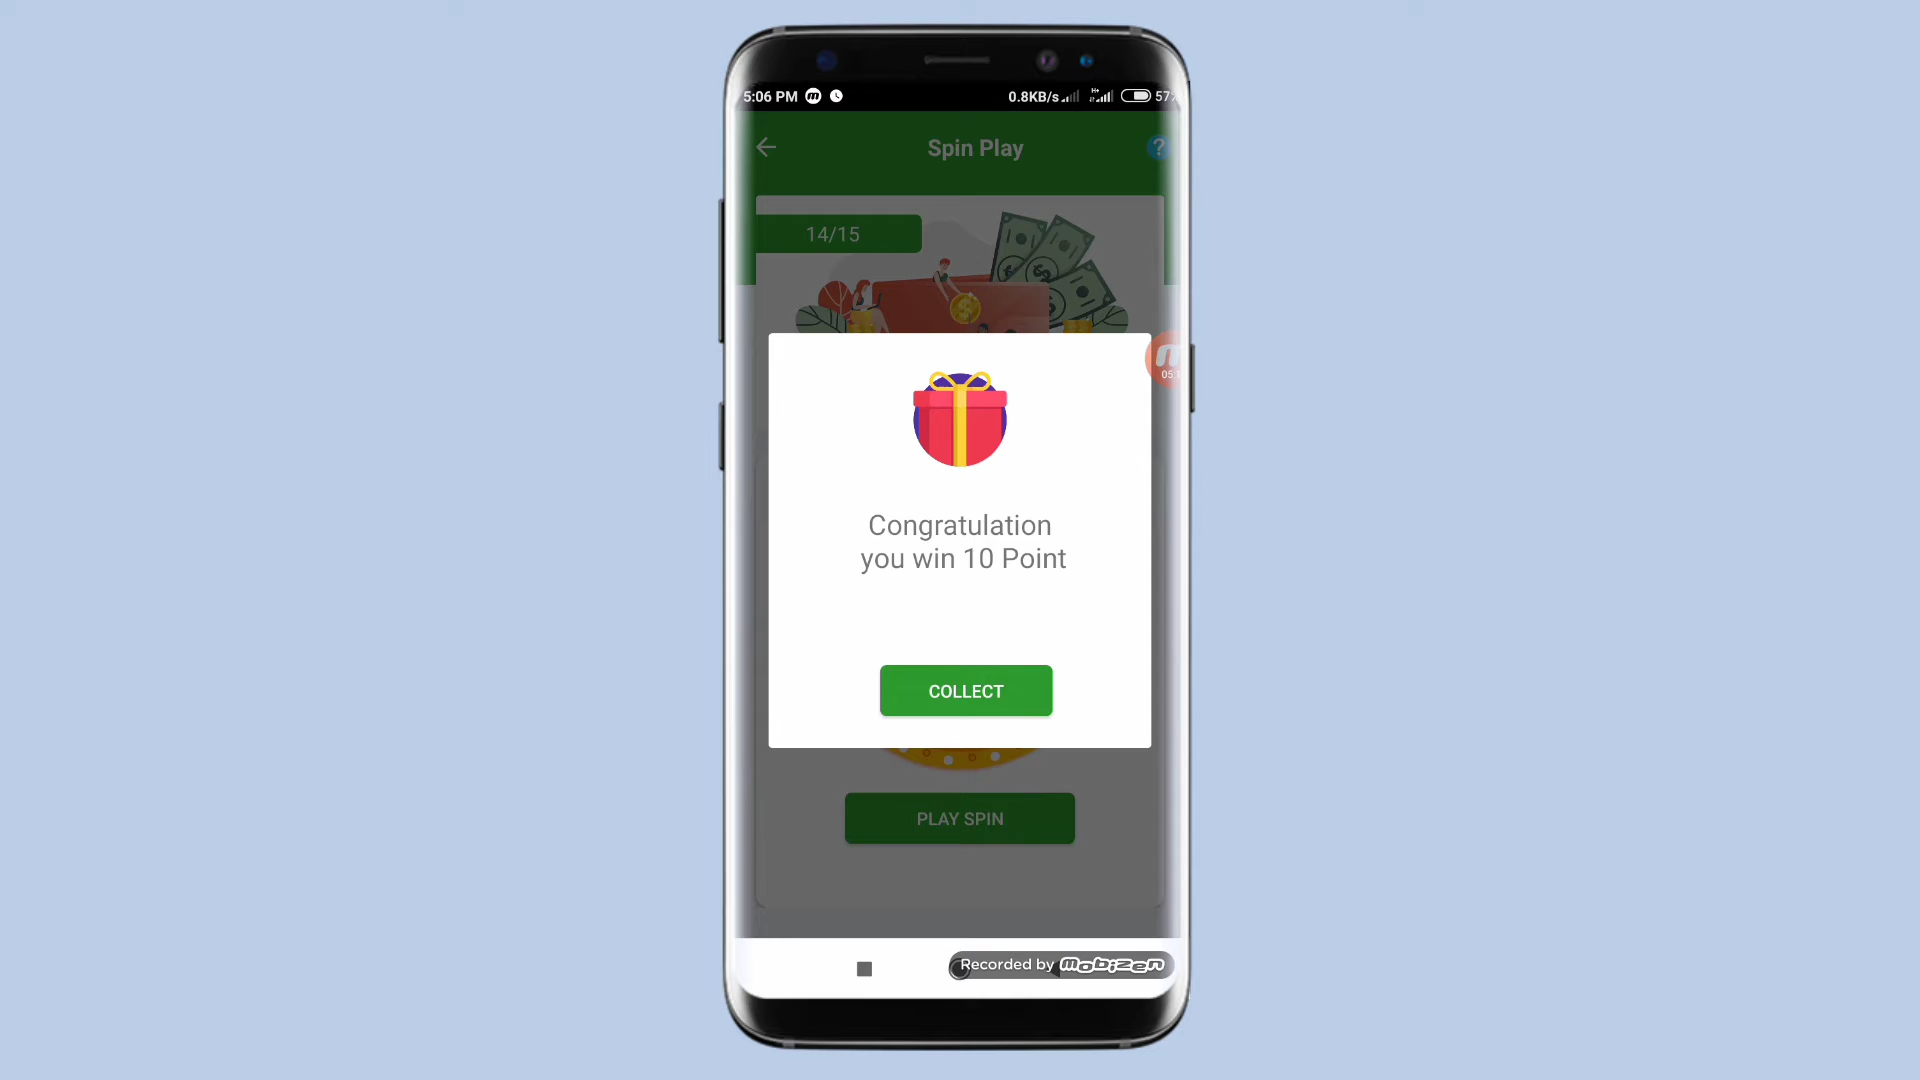 5:06 PM
0.8KB/s
H+
57
Spin Play
?
14/15
Congratulation
you win 10 Point
COLLECT
PLAY SPIN
Recorded by mobizen